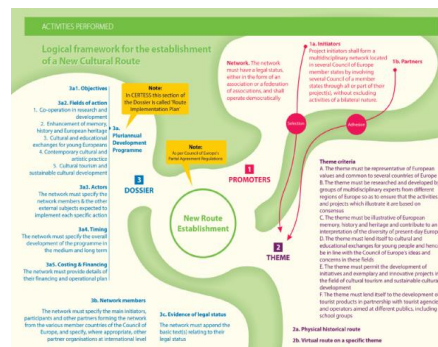 ACTIVITIES PERFORMED
Logical framework for the establishment
of a New Cultural Route
3a1. Objectives
3a2. Fields of action
1. Co-operation in research and
development
2. Enhancement of memory,
history and European heritage
3. Cultural and educational
exchanges for young Europeans
4. Contemporary cultural and
artistic practice
5. Cultural tourism and
sustainable cultural development
3a3. Actors
The network must specify the
network members & the other
external subjects expected to
implement each specific action
3a4. Timing
The network must specify the overall
development of the programme in
the medium and long term
3a5. Costing & Financing
The network must provide details of
their financing and operational plan
3a.
Pluriannual
Development
Programme
Note:
In CERTESS this section of
the Dossier is called 'Route
Implementation Plan'
Note:
As per Council of Europe's
Partial Agreement Regulations
3
DOSSIER
New Route
Establishment
1
PROMOTERS
2
THEME
Network. The network
must have a legal status,
either in the form of an
association or a federation
of associations, and shall
operate democratically
1a. Initiators
Project initiators shall form a
multidisciplinary network located
in several Council of Europe
member states by involving
several Council of a member
states through all or part of their
project(s), without excluding
activities of a bilateral nature.
1b. Partners
Theme criteria
A. The theme must be representative of European
values and common to several countries of Europe
B. The theme must be researched and developed by
groups of multidisciplinary experts from different
regions of Europe so as to ensure that the activities
and projects which illustrate it are based on
consensus
C. The theme must be illustrative of European
memory, history and heritage and contribute to an
interpretation of the diversity of present-day Europe
D. The theme must lend itself to cultural and
educational exchanges for young people and hence
be in line with the Council of Europe's ideas and
concerns in these fields
E. The theme must permit the development of
initiatives and exemplary and innovative projects in
the field of cultural tourism and sustainable cultural
development
F. The theme must lend itself to the development of
tourist products in partnership with tourist agencies
and operators aimed at different publics, including
school groups
2a. Physical historical route
2b. Virtual route on a specific theme
3b. Network members
The network must specify the main initiators,
participants and other partners forming the network
from the various member countries of the Council of
Europe, and specify, where appropriate, other
partner organisations at international level
3c. Evidence of legal status
The network must append the
basic text(s) relating to their
legal status